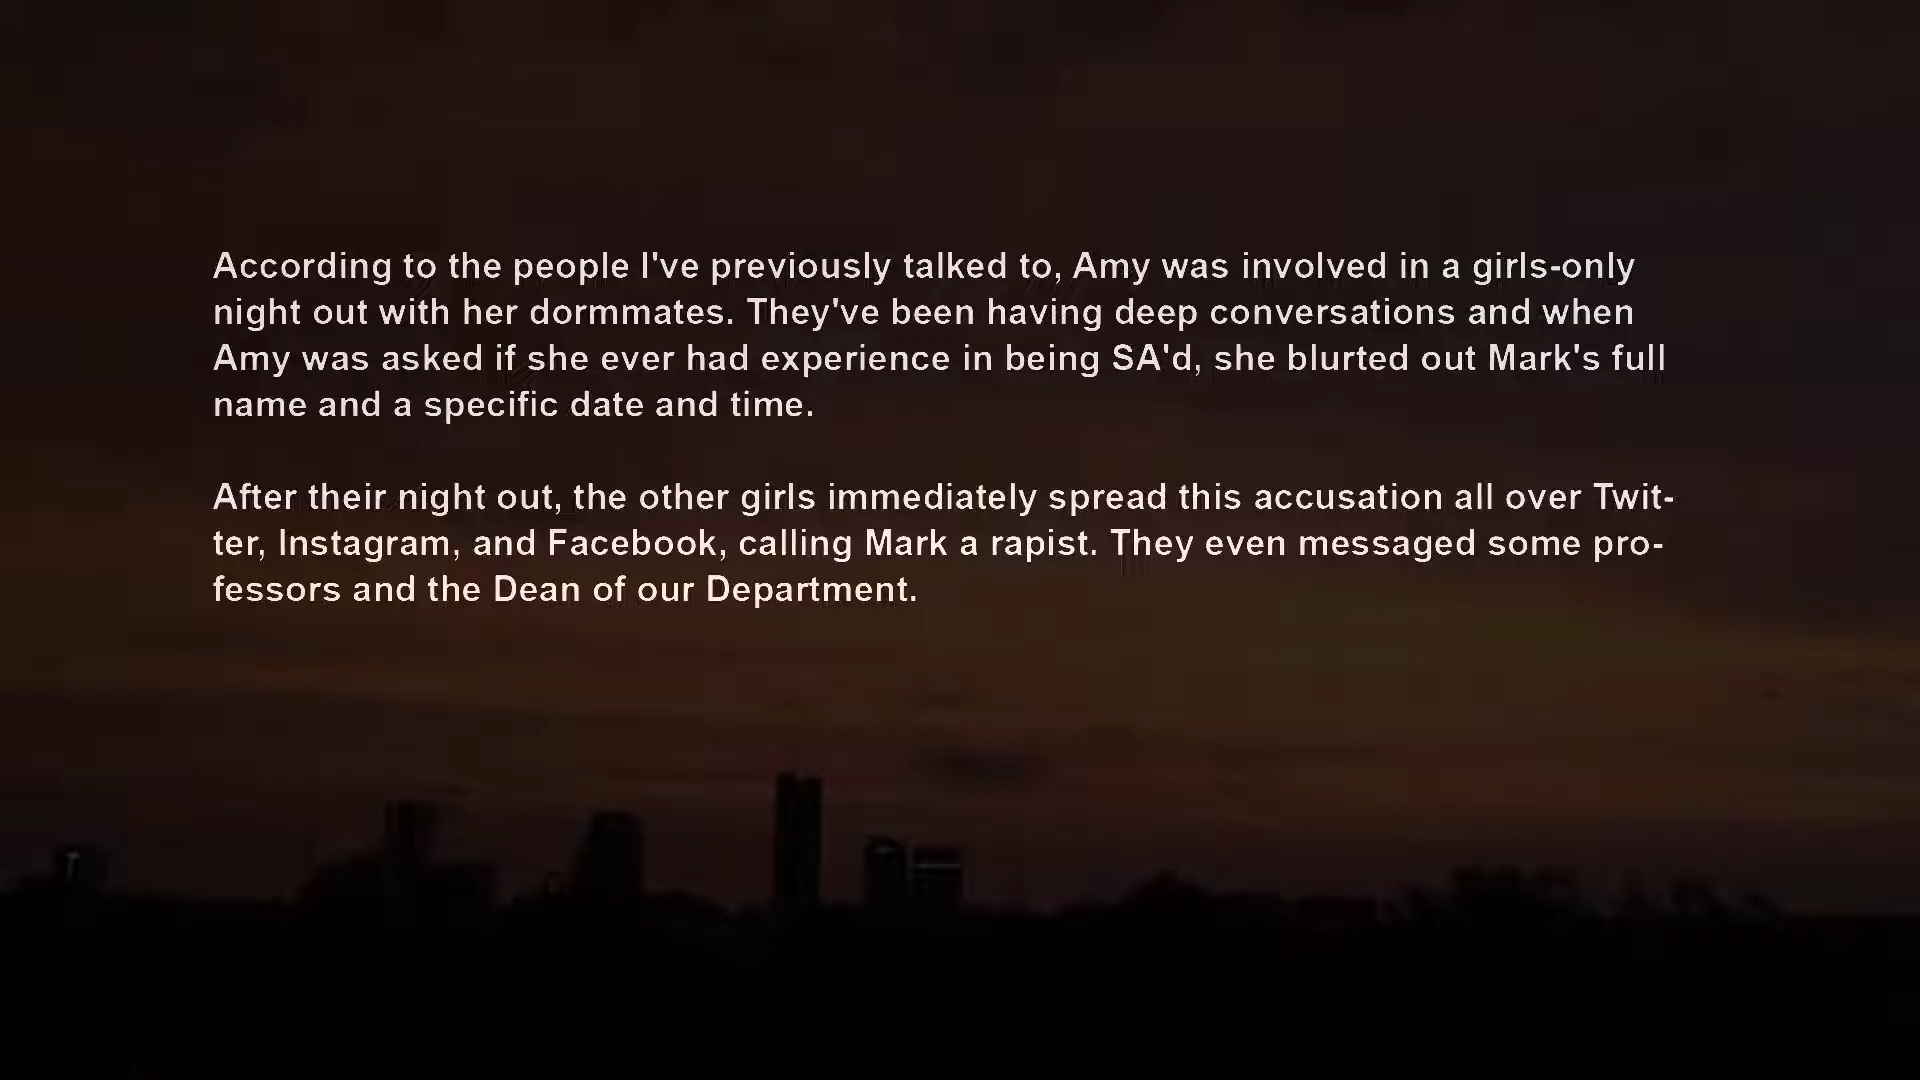 According to the people I've previously talked to, Amy was involved in a girls-only
night out with her dormmates. They've been having deep conversations and when
Amy was asked if she ever had experience in being SA'd, she blurted out Mark's full
name and a specific date and time.
After their night out, the other girls immediately spread this accusation all over Twit-
ter, Instagram, and Facebook, calling Mark a rapist. They even messaged some pro-
fessors and the Dean of our Department.